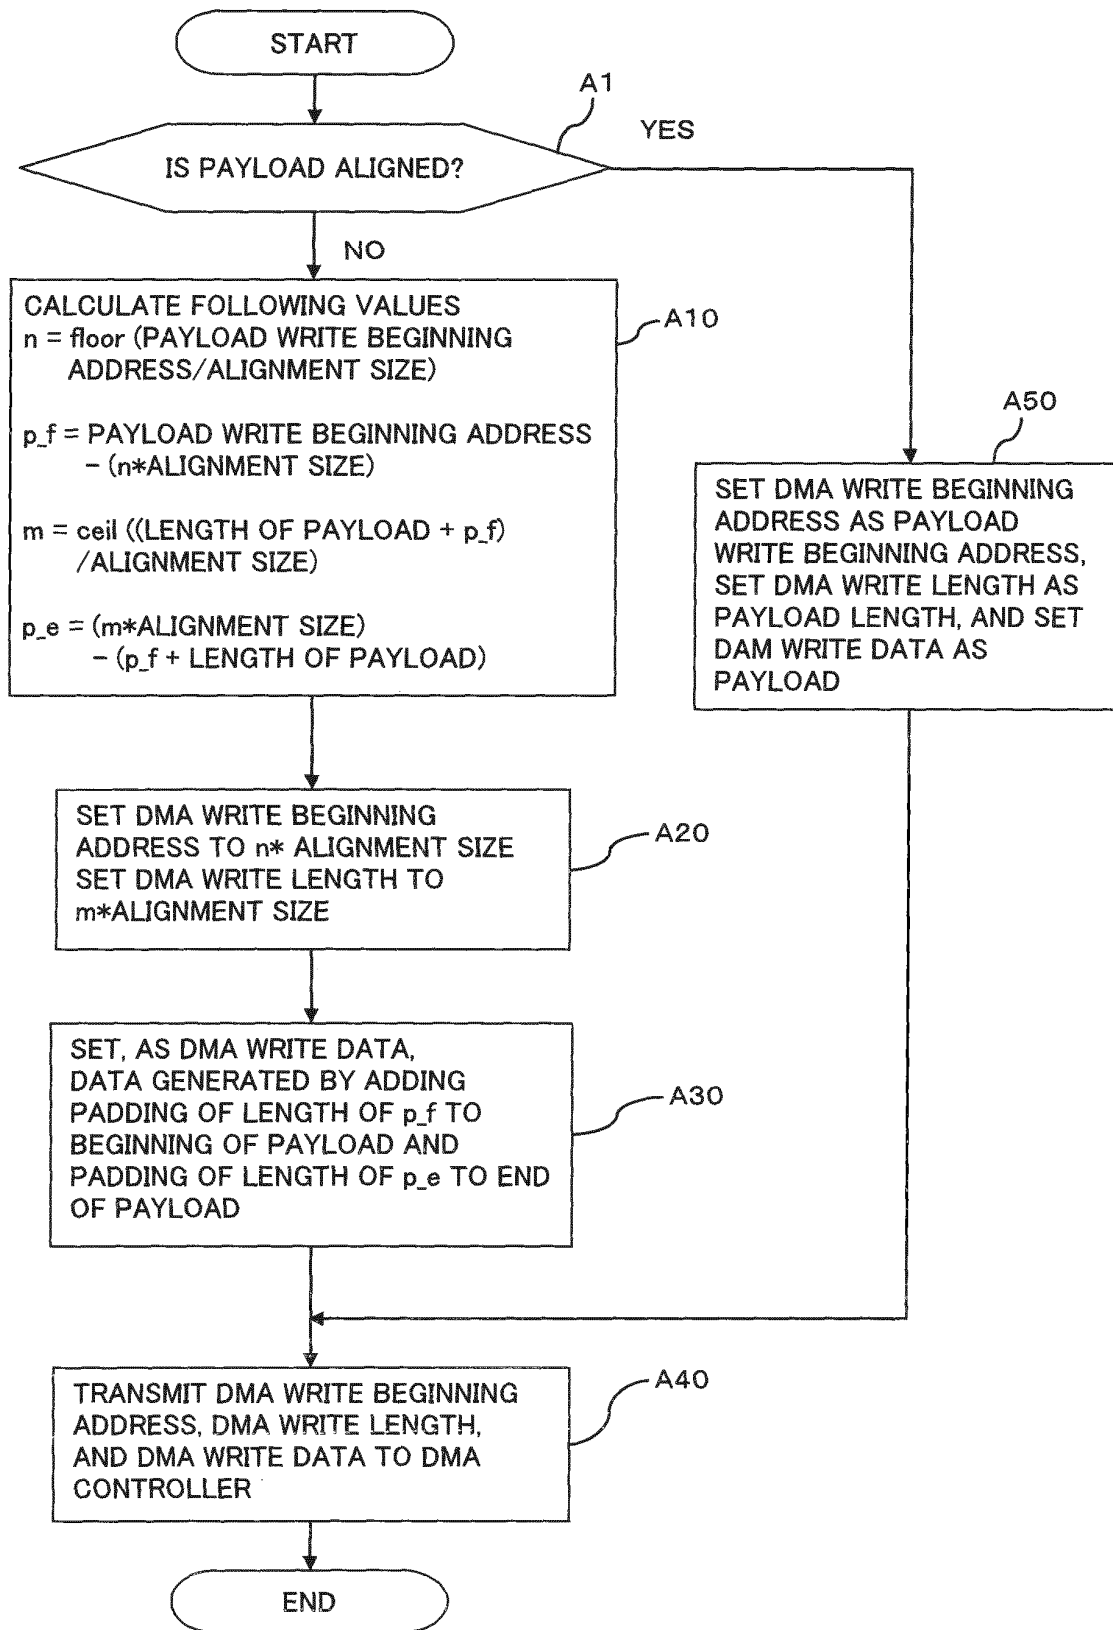 START
A1
YES
IS PAYLOAD ALIGNED?
NO
CALCULATE FOLLOWING VALUES
n = floor (PAYLOAD WRITE BEGINNING
ADDRESS/ALIGNMENT SIZE)
p_f = PAYLOAD WRITE BEGINNING ADDRESS
- (n*ALIGNMENT SIZE)
m = ceil ((LENGTH OF PAYLOAD + p_f)
/ALIGNMENT SIZE)
p_e = (m*ALIGNMENT SIZE)
- (p_f + LENGTH OF PAYLOAD)
A10
A50
SET DMA WRITE BEGINNING
ADDRESS AS PAYLOAD
WRITE BEGINNING ADDRESS,
SET DMA WRITE LENGTH AS
PAYLOAD LENGTH, AND SET
DAM WRITE DATA AS
PAYLOAD
SET DMA WRITE BEGINNING
ADDRESS TO n* ALIGNMENT SIZE
SET DMA WRITE LENGTH TO
m*ALIGNMENT SIZE
A20
SET, AS DMA WRITE DATA,
DATA GENERATED BY ADDING
PADDING OF LENGTH OF p_f TO
BEGINNING OF PAYLOAD AND
PADDING OF LENGTH OF p_e TO END
OF PAYLOAD
A30
TRANSMIT DMA WRITE BEGINNING
ADDRESS, DMA WRITE LENGTH,
AND DMA WRITE DATA TO DMA
CONTROLLER
A40
END